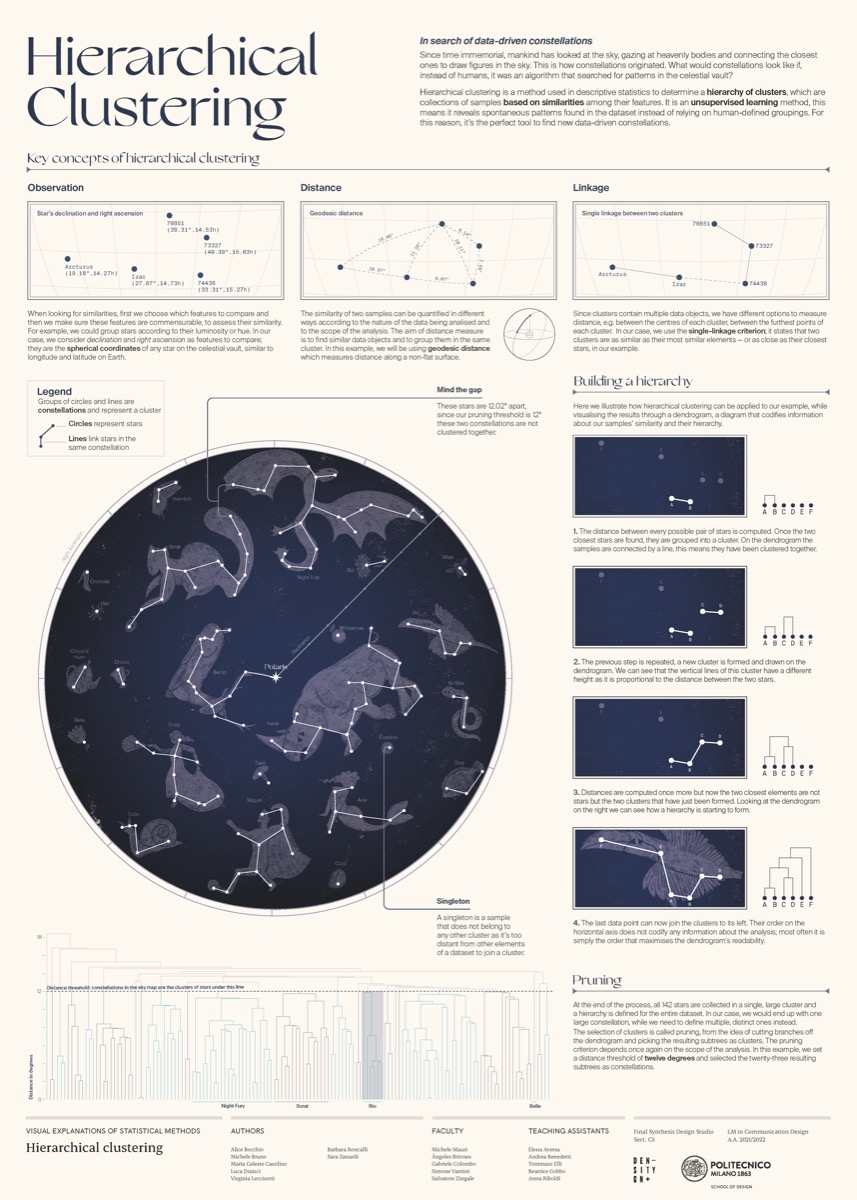 Hierarchical
Clustering
In search of data-driven constellations
Since time immemorial, mankind has looked at the sky, gazing at heavenly bodies and connecting the closest
ones to draw figures in the sky. This is how constellations originated. What would constellations look like if,
instead of humans, it was an algorithm that searched for patterns in the celestial vault?
Hierarchical clustering is a method used in descriptive statistics to determine a hierarchy of clusters, which are
collections of samples based on similarities among their features. It is an unsupervised learning method, this
means it reveals spontaneous patterns found in the dataset instead of relying on human-defined groupings. For
this reason, it's the perfect tool to find new data-driven constellations.
Key concepts of hierarchical clustering
Observation
Star's declination and right ascension
70851
(38.31°,14.53h)
73327
(40.39°,15.03h)
Arcturus
(19.18°,14.27h)
Izar
(27.07°,14,73h)
74438
(33.31°,15.27h)
When looking for similarities, first we choose which features to compare and
then we make sure these features are commensurable, to assess their similarity.
For example, we could group stars according to their luminosity or hue. In our
case, we consider declination and right ascension as features to compare;
they are the spherical coordinates of any star on the celestial vault, similar to
longitude and latitude on Earth.
Distance
Geodesic distance
The similarity of two samples can be quantified in different
ways according to the nature of the data being analised and
to the scope of the analysis. The aim of distance measure
is to find similar data objects and to group them in the same
cluster. In this example, we will be using geodesic distance
which measures distance along a non-flat surface.
Linkage
Single linkage between two clusters
70851
73327
Arcturus
Izar
74438
Since clusters contain multiple data objects, we have different options to measure
distance, e.g. between the centres of each cluster, between the furthest points of
each cluster. In our case, we use the single-linkage criterion; it states that two
clusters are as similar as their most similar elements — or as close as their closest
stars, in our example.
Legend
Groups of circles and lines are
constellations and represent a cluster
Circles represent stars
Lines link stars in the
same constellation
Mind the gap
These stars are 12.02° apart,
since our pruning threshold is 12°
these two constellations are not
clustered together.
Right ascension
Hamton
Scrat
Night Fury
Polaris
Declination
Singleton
A singleton is a sample
that does not belong to
any other cluster as it's too
distant from other elements
of a dataset to join a cluster.
Building a hierarchy
Here we illustrate how hierarchical clustering can be applied to our example, while
visualising the results through a dendrogram, a diagram that codifies information
about our samples' similarity and their hierarchy.
A B C D E F
1. The distance between every possible pair of stars is computed. Once the two
closest stars are found, they are grouped into a cluster. On the dendrogram the
samples are connected by a line, this means they have been clustered together.
A B C D E F
2. The previous step is repeated, a new cluster is formed and drawn on the
dendrogram. We can see that the vertical lines of this cluster have a different
height as it is proportional to the distance between the two stars.
A B C D E F
3. Distances are computed once more but now the two closest elements are not
stars but the two clusters that have just been formed. Looking at the dendrogram
on the right we can see how a hierarchy is starting to form.
A B C D E F
4. The last data point can now join the clusters to its left. Their order on the
horizontal axis does not codify any information about the analysis; most often it is
simply the order that maximises the dendrogram's readability.
Pruning
At the end of the process, all 142 stars are collected in a single, large cluster and
a hierarchy is defined for the entire dataset. In our case, we would end up with one
large constellation, while we need to define multiple, distinct ones instead.
The selection of clusters is called pruning, from the idea of cutting branches off
the dendrogram and picking the resulting subtrees as clusters. The pruning
criterion depends once again on the scope of the analysis. In this example, we set
a distance threshold of twelve degrees and selected the twenty-three resulting
subtrees as constellations.
18
Distance threshold: constellations in the sky map are the clusters of stars under this line
12
0
Distance in degrees
Night Fury
Scrat
Rio
Belle
VISUAL EXPLANATIONS OF STATISTICAL METHODS
Hierarchical clustering
AUTHORS
Alice Bocchio
Michele Bruno
Maria Celeste Casolino
Luca Draisci
Virginia Leccisotti
Barbara Roncalli
Sara Zanardi
FACULTY
Michele Mauri
Ángeles Briones
Gabriele Colombo
Simone Vantini
Salvatore Zingale
TEACHING ASSISTANTS
Elena Aversa
Andrea Benedetti
Tommaso Elli
Beatrice Gobbo
Anna Riboldi
Final Synthesis Design Studio
Sect. C3
LM in Communication Design
A.A. 2021/2022
DEN-
SITY
GN+
POLITECNICO
MILANO 1863
SCHOOL OF DESIGN